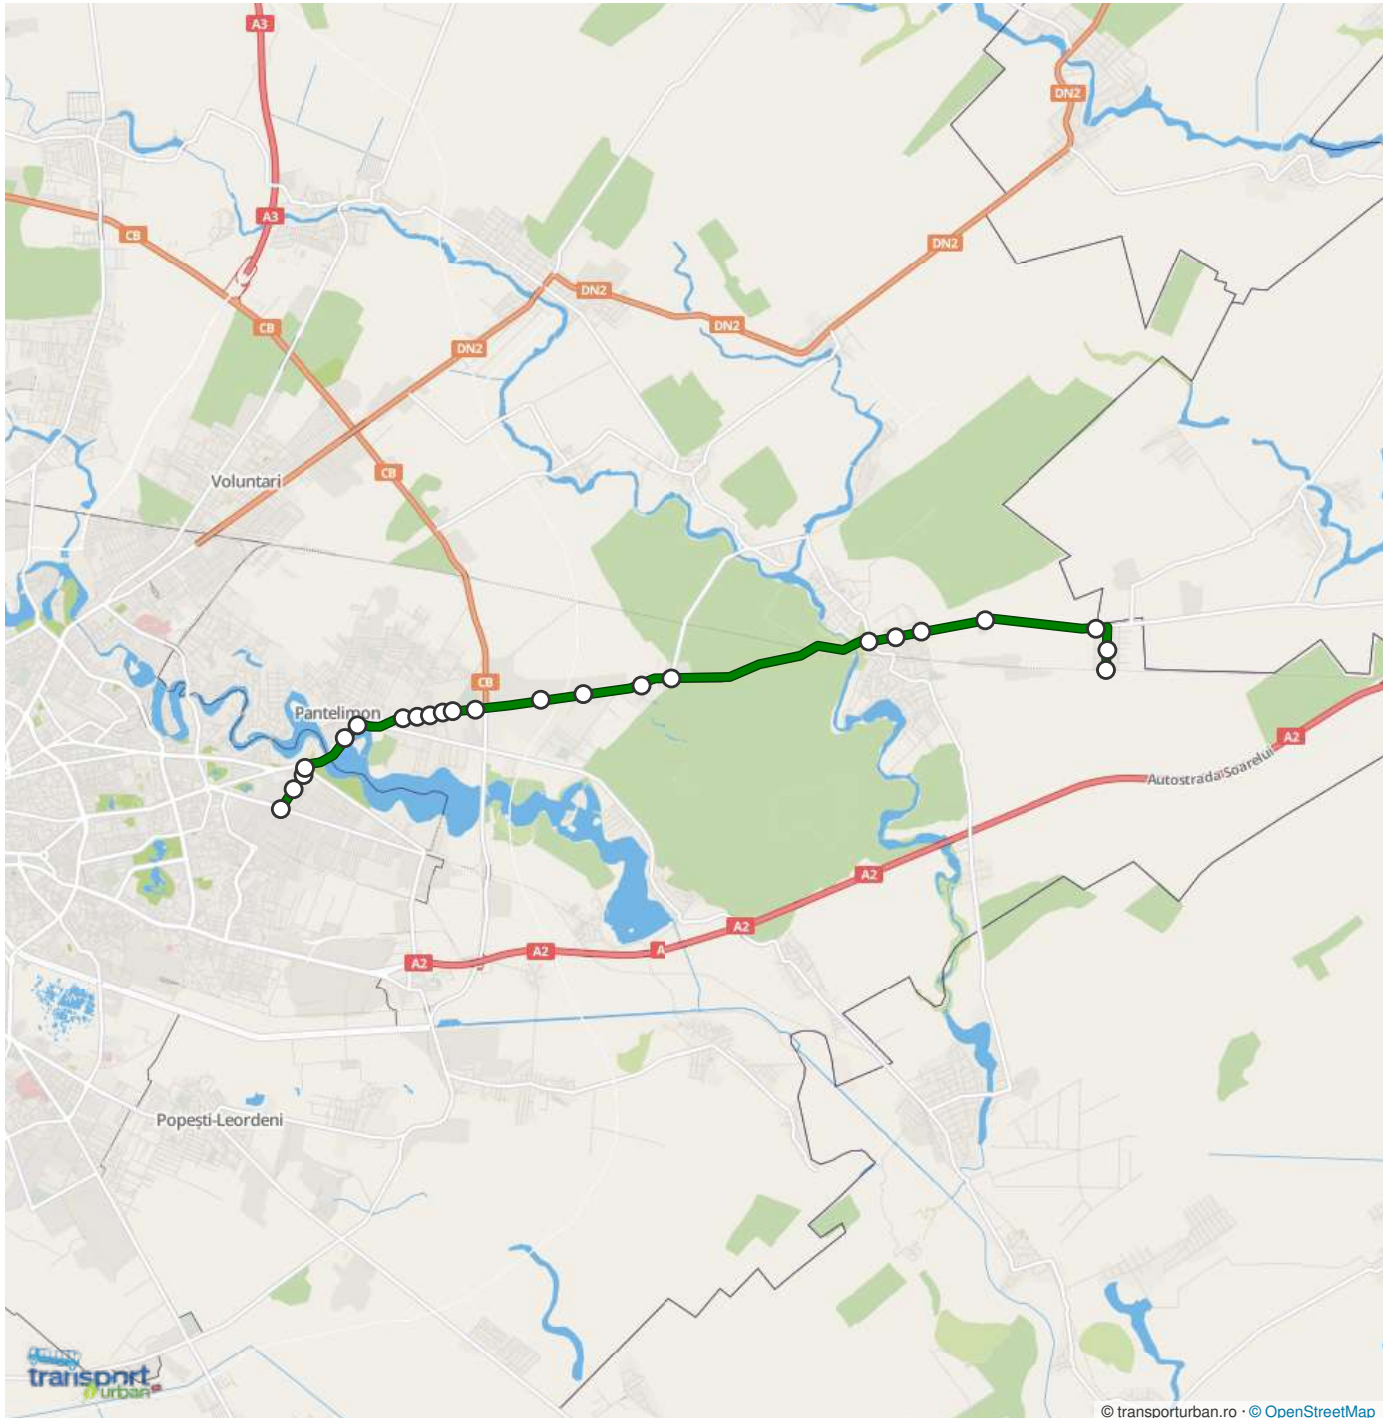 A3
DN2
A3
CB
DN2
DN2
DN2
CB
DN2
CB
Voluntari
CB
Pantelimon
A2
Autostrada Soarelui
A2
A2
A
A2
A2
Popești-Leordeni
transport
urban
© transporturban.ro · © OpenStreetMap